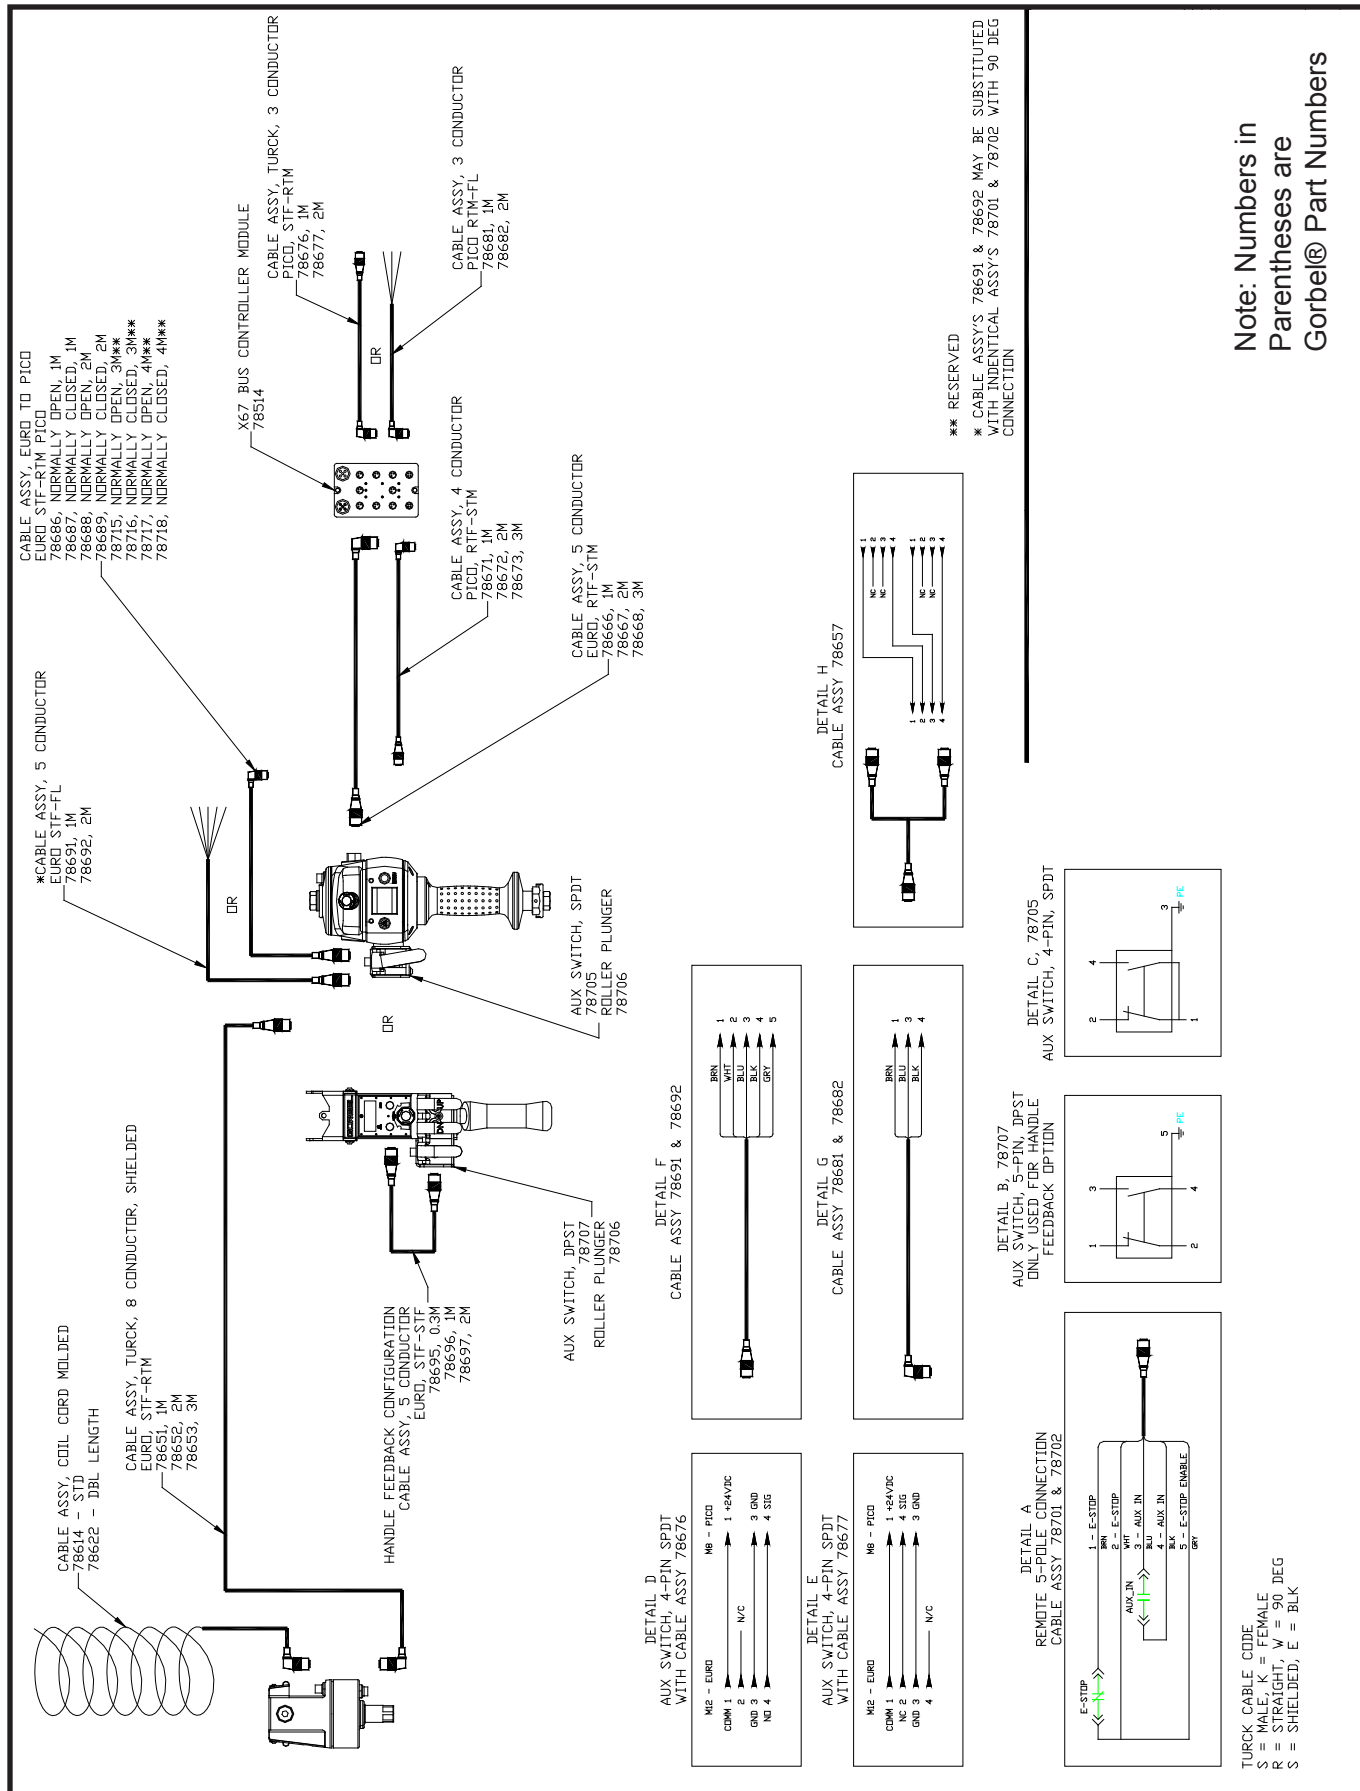 CABLE ASSY, COIL CORD MOLDED
78614 - STD
78622 - DBL LENGTH
CABLE ASSY, TURCK, 8 CONDUCTOR, SHIELDED
EURO, STF-RTM
78651, 1M
78652, 2M
78653, 3M
HANDLE FEEDBACK CONFIGURATION
CABLE ASSY, 5 CONDUCTOR
EURO, STF-STF
78695, 0.3M
78696, 1M
78697, 2M
AUX SWITCH, DPST
78707
ROLLER PLUNGER
78706
OR
DN
UP
*CABLE ASSY, 5 CONDUCTOR
EURO STF-FL
78691, 1M
78692, 2M
OR
CABLE ASSY, EURO TO PICO
EURO STF-RTM PICO
78686, NORMALLY OPEN, 1M
78687, NORMALLY CLOSED, 1M
78688, NORMALLY OPEN, 2M
78689, NORMALLY CLOSED, 2M
78715, NORMALLY OPEN, 3M**
78716, NORMALLY CLOSED, 3M**
78717, NORMALLY OPEN, 4M**
78718, NORMALLY CLOSED, 4M**
AUX SWITCH, SPDT
78705
ROLLER PLUNGER
78706
X67 BUS CONTROLLER MODULE
78514
CABLE ASSY, TURCK, 3 CONDUCTOR
PICO, STF-RTM
78676, 1M
78677, 2M
OR
CABLE ASSY, 3 CONDUCTOR
PICO RTM-FL
78681, 1M
78682, 2M
CABLE ASSY, 4 CONDUCTOR
PICO, RTF-STM
78671, 1M
78672, 2M
78673, 3M
CABLE ASSY, 5 CONDUCTOR
EURO, RTF-STM
78666, 1M
78667, 2M
78668, 3M
DETAIL D
AUX SWITCH, 4-PIN SPDT
WITH CABLE ASSY 78676
M12 - EURO
M8 - PICO
COMM 1
1 +24VDC
2
N/C
GND 3
3 GND
NO 4
4 SIG
DETAIL E
AUX SWITCH, 4-PIN SPDT
WITH CABLE ASSY 78677
M12 - EURO
M8 - PICO
COMM 1
1 +24VDC
NC 2
4 SIG
GND 3
3 GND
4
N/C
DETAIL F
CABLE ASSY 78691 & 78692
BRN 1
WHT 2
BLU 3
BLK 4
GRY 5
DETAIL G
CABLE ASSY 78681 & 78682
BRN 1
BLU 3
BLK 4
DETAIL H
CABLE ASSY 78657
1
2
3
4
1
NC 2
NC 3
4
1
NC 2
NC 3
4
DETAIL A
REMOTE 5-POLE CONNECTION
CABLE ASSY 78701 & 78702
E-STOP
AUX_IN
1 - E-STOP
BRN
2 - E-STOP
WHT
3 - AUX IN
BLU
4 - AUX IN
BLK
5 - E-STOP ENABLE
GRY
DETAIL B, 78707
AUX SWITCH, 5-PIN, DPST
ONLY USED FOR HANDLE
FEEDBACK OPTION
1
3
5
PE
2
4
DETAIL C, 78705
AUX SWITCH, 4-PIN, SPDT
2
4
3
PE
1
TURCK CABLE CODE
S = MALE, K = FEMALE
R = STRAIGHT, W = 90 DEG
S = SHIELDED, E = BLK
** RESERVED
* CABLE ASSY'S 78691 & 78692 MAY BE SUBSTITUTED
WITH INDENTICAL ASSY'S 78701 & 78702 WITH 90 DEG
CONNECTION
Note: Numbers in
Parentheses are
Gorbel® Part Numbers